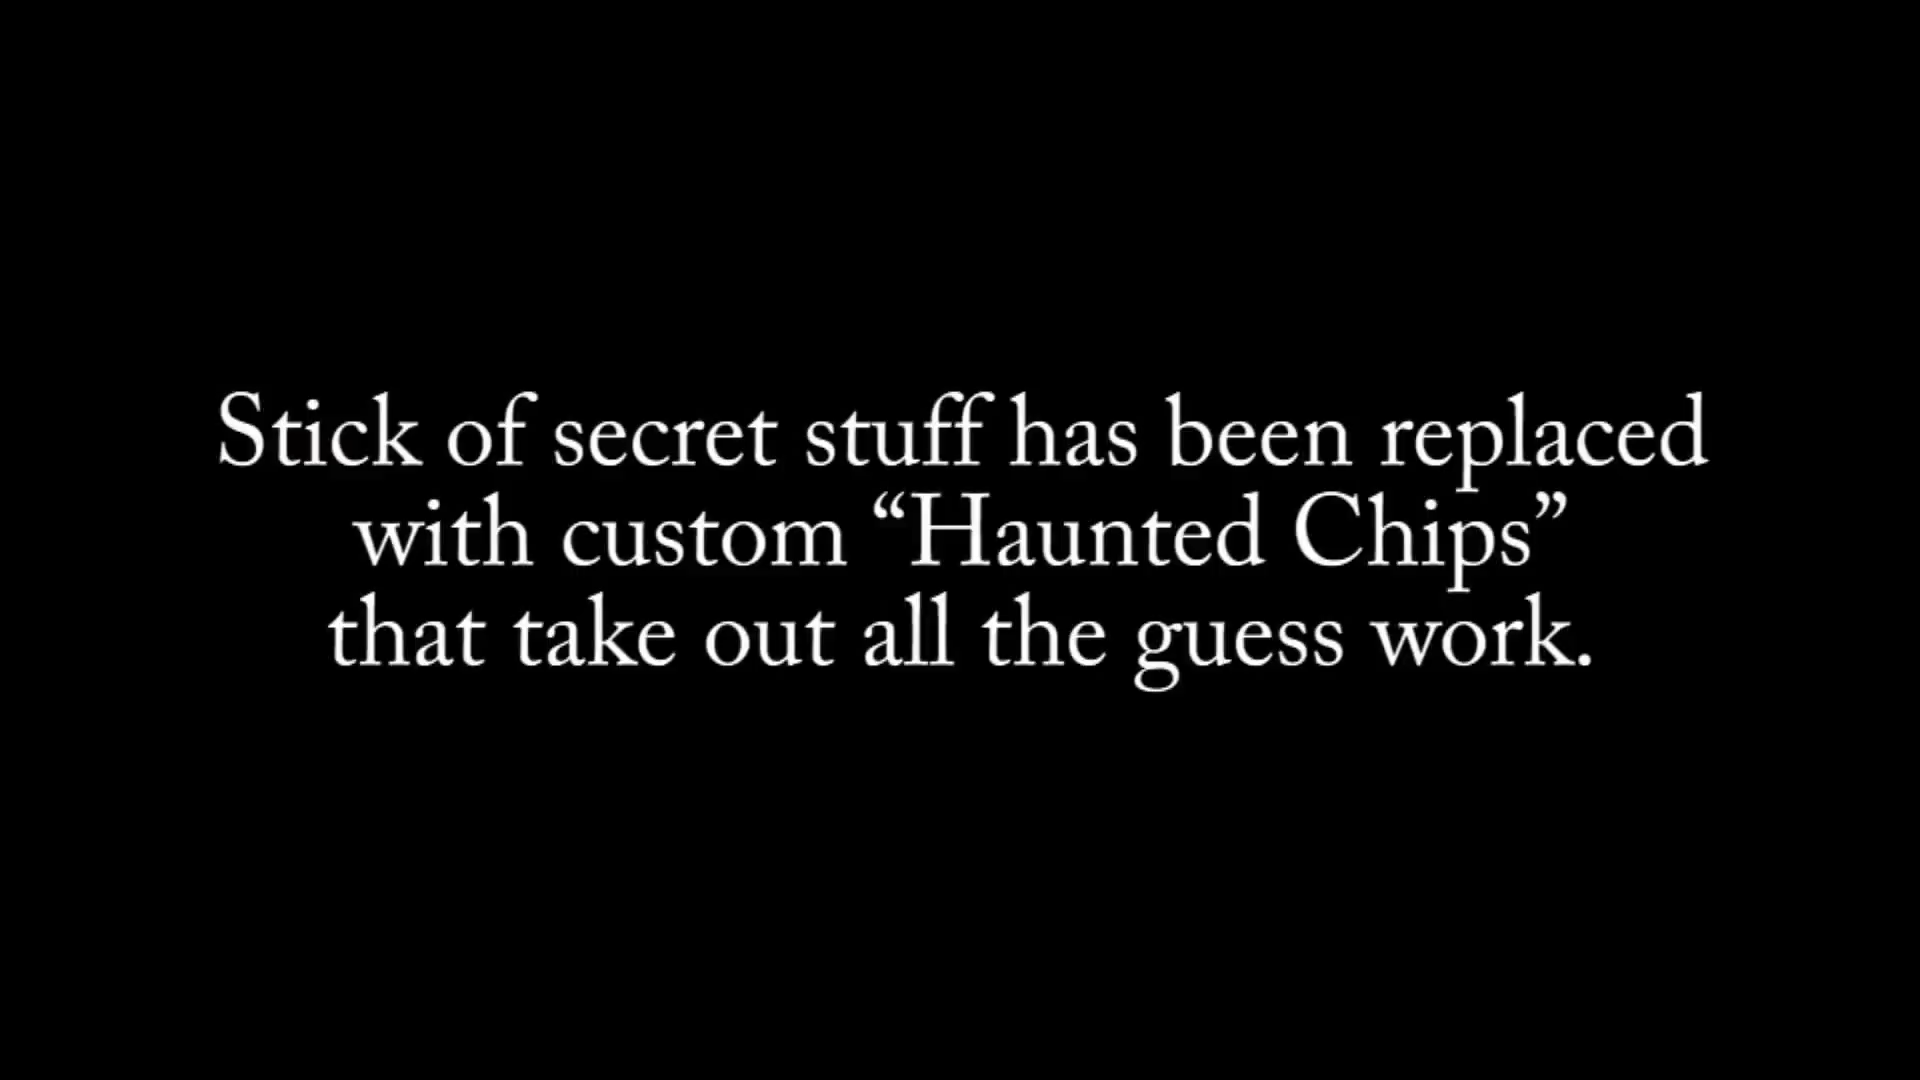 Stick of secret stuff has been replaced
with custom “Haunted Chips”
that take out all the guess work.